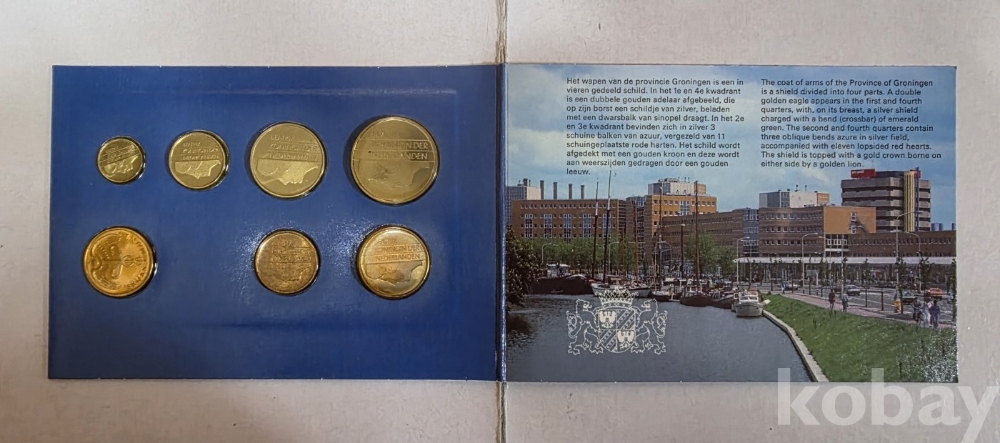 Het wapen van de provincie Groningen is een in
vieren gedeeld schild. In het 1e en 4e kwadrant
is een dubbele gouden adelaar afgebeeld, die
op zijn borst een schildje van zilver, beladen
met een dwarsbalk van sinopel draagt. In het 2e
en 3e kwadrant bevinden zich in zilver 3
schuine balken van azuur, vergezeld van 11
schuingeplaatste rode harten. Het schild wordt
afgedekt met een gouden kroon en deze wordt
aan weerszijden gedragen door een gouden
leeuw.
The coat of arms of the Province of Groningen
is a shield divided into four parts. A double
golden eagle appears in the first and fourth
quarters, with, on its breast, a silver shield
charged with a bend (crossbar) of emerald
green. The second and fourth quarters contain
three oblique bends azure in silver field,
accompanied with eleven lopsided red hearts.
The shield is topped with a gold crown borne on
either side by a golden lion.
kobay